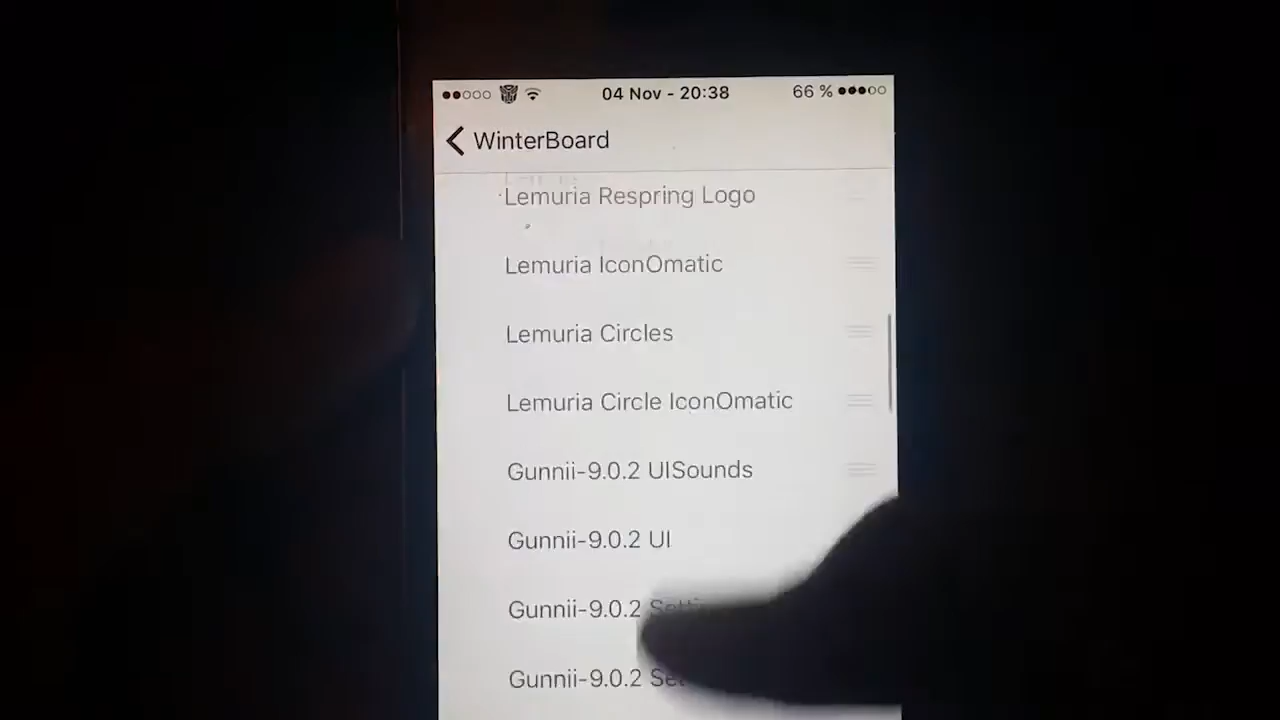 04 Nov - 20:38
66 %
WinterBoard
Lemuria Respring Logo
Lemuria IconOmatic
Lemuria Circles
Lemuria Circle IconOmatic
Gunnii-9.0.2 UISounds
Gunnii-9.0.2 UI
Gunnii-9.0.2
Gunnii-9.0.2